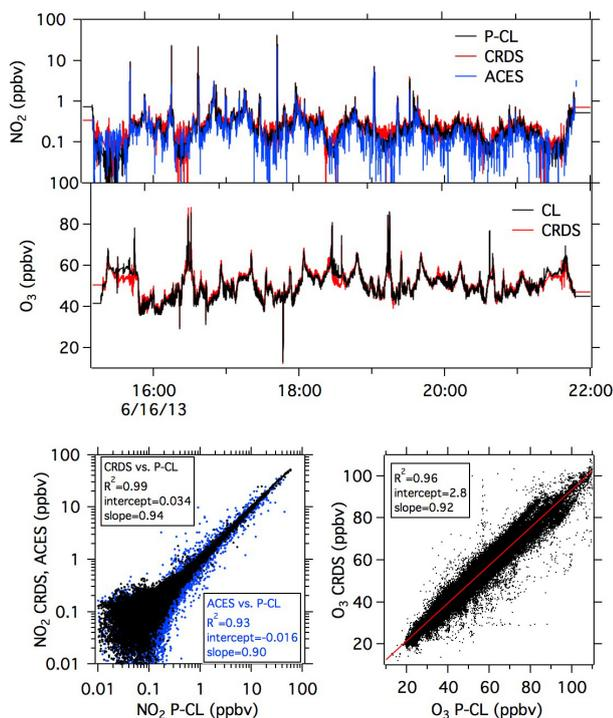 100
10
1
0.1
NO₂ (ppbv)
P-CL
CRDS
ACES
100
80
60
40
20
O₃ (ppbv)
CL
CRDS
16:00
18:00
20:00
22:00
6/16/13
100
10
1
0.1
0.01
NO₂ CRDS, ACES (ppbv)
CRDS vs. P-CL
R²=0.99
intercept=0.034
slope=0.94
ACES vs. P-CL
R²=0.93
intercept=-0.016
slope=0.90
0.01
0.1
1
10
100
NO₂ P-CL (ppbv)
100
80
60
40
20
O₃ CRDS (ppbv)
R²=0.96
intercept=2.8
slope=0.92
20
40
60
80
100
O₃ P-CL (ppbv)